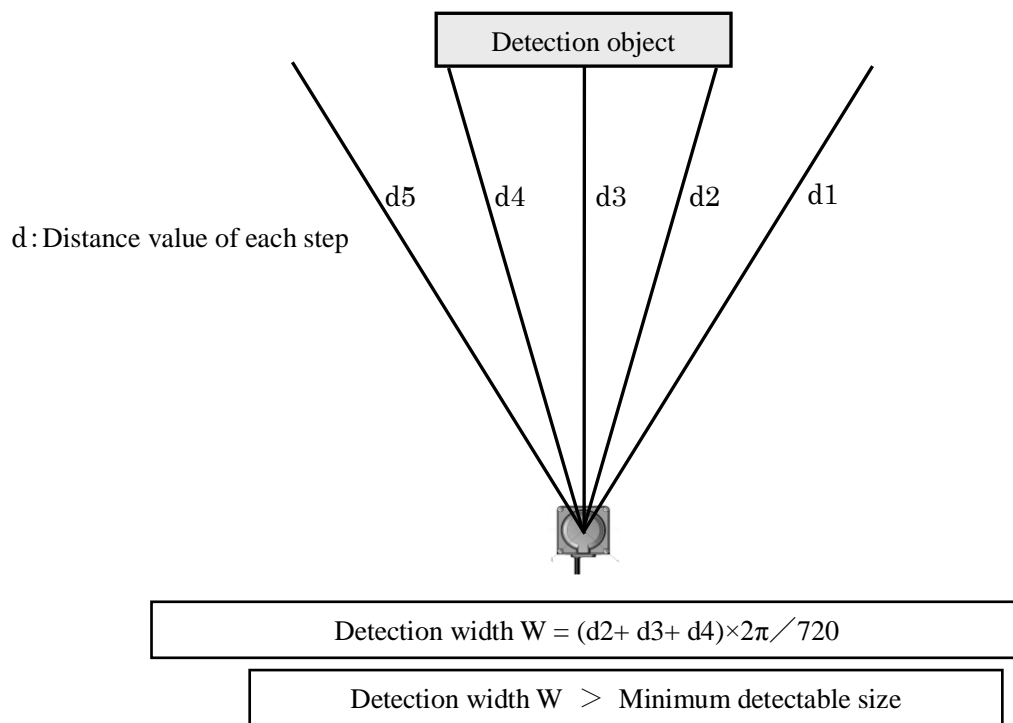 Detection object
d5
d4
d3
d2
d1
d:Distance value of each step
Detection width W = (d2+ d3+ d4)×2π/720
Detection width W > Minimum detectable size